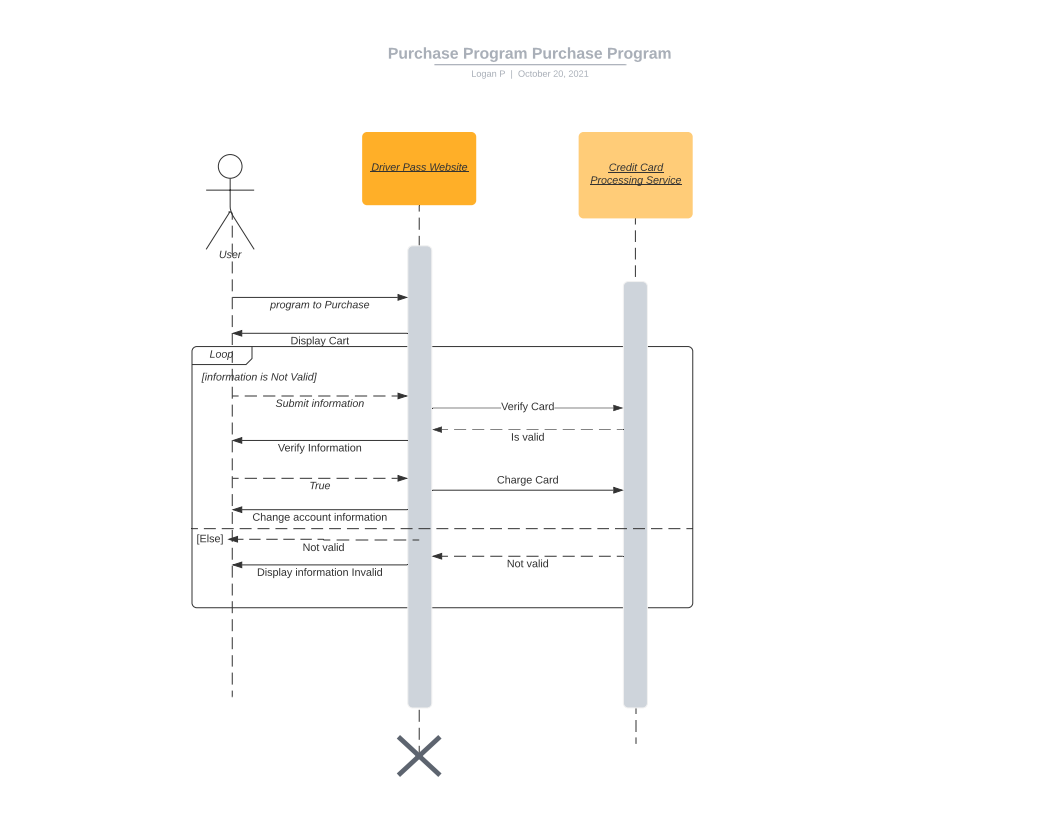 Purchase Program Purchase Program
Logan P | October 20, 2021
Driver Pass Website
Credit Card
Processing Service
User
program to Purchase
Display Cart
Loop
[information is Not Valid]
Submit information
Verify Card
Is valid
Verify Information
True
Charge Card
Change account information
[Else]
Not valid
Not valid
Display information Invalid